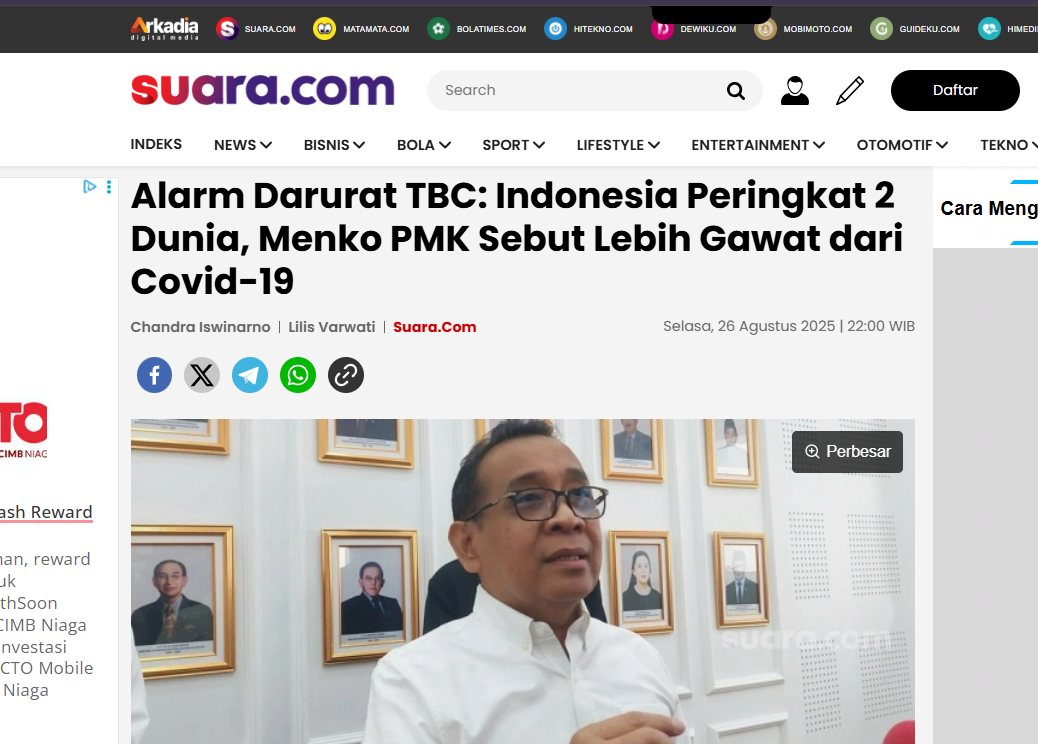 Arkadia
digital media
SUARA.COM
MATAMATA.COM
BOLATIMES.COM
HITEKNO.COM
DEWIKU.COM
MOBIMOTO.COM
GUIDEKU.COM
HIMEDI
suara.com
Search
Daftar
INDEKS NEWS BISNIS BOLA SPORT LIFESTYLE ENTERTAINMENT OTOMOTIF TEKNO
Alarm Darurat TBC: Indonesia Peringkat 2
Dunia, Menko PMK Sebut Lebih Gawat dari
Covid-19
Chandra Iswinarno | Lilis Varwati | Suara.Com
Selasa, 26 Agustus 2025 | 22:00 WIB
Perbesar
suara.com
Cara Meng
TO
CIMB NIAG
ash Reward
nan, reward
uk
thSoon
CIMB Niaga
nvestasi
CTO Mobile
Niaga